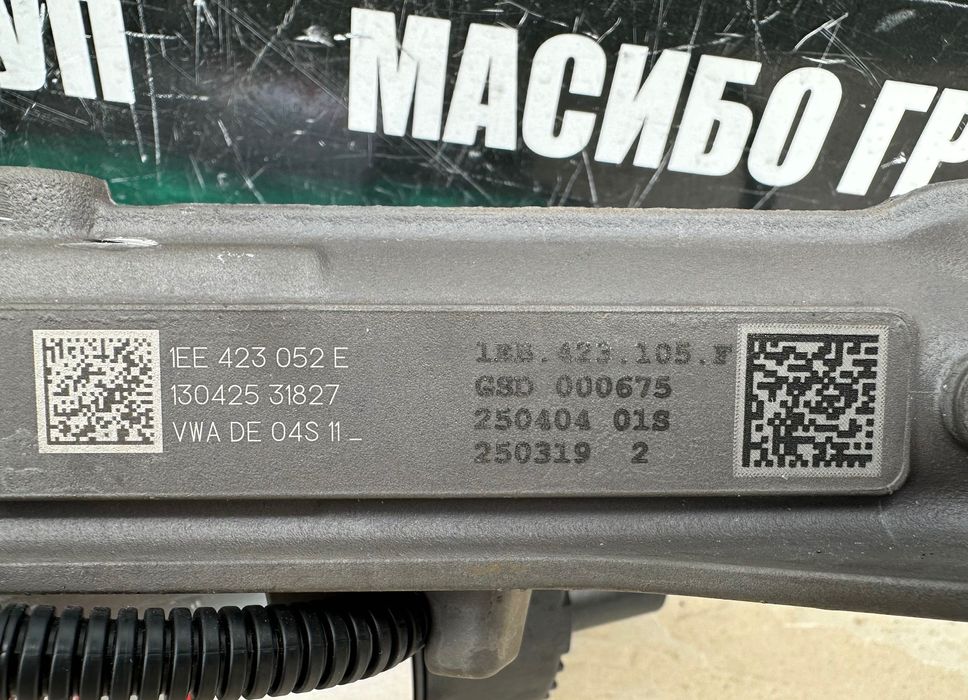 МАСИБО ГР
1EE 423 052 E
130425 31827
VWA DE 04S 11 _
1EB.423.105.F
GSD 000675
250404 01S
250319 2